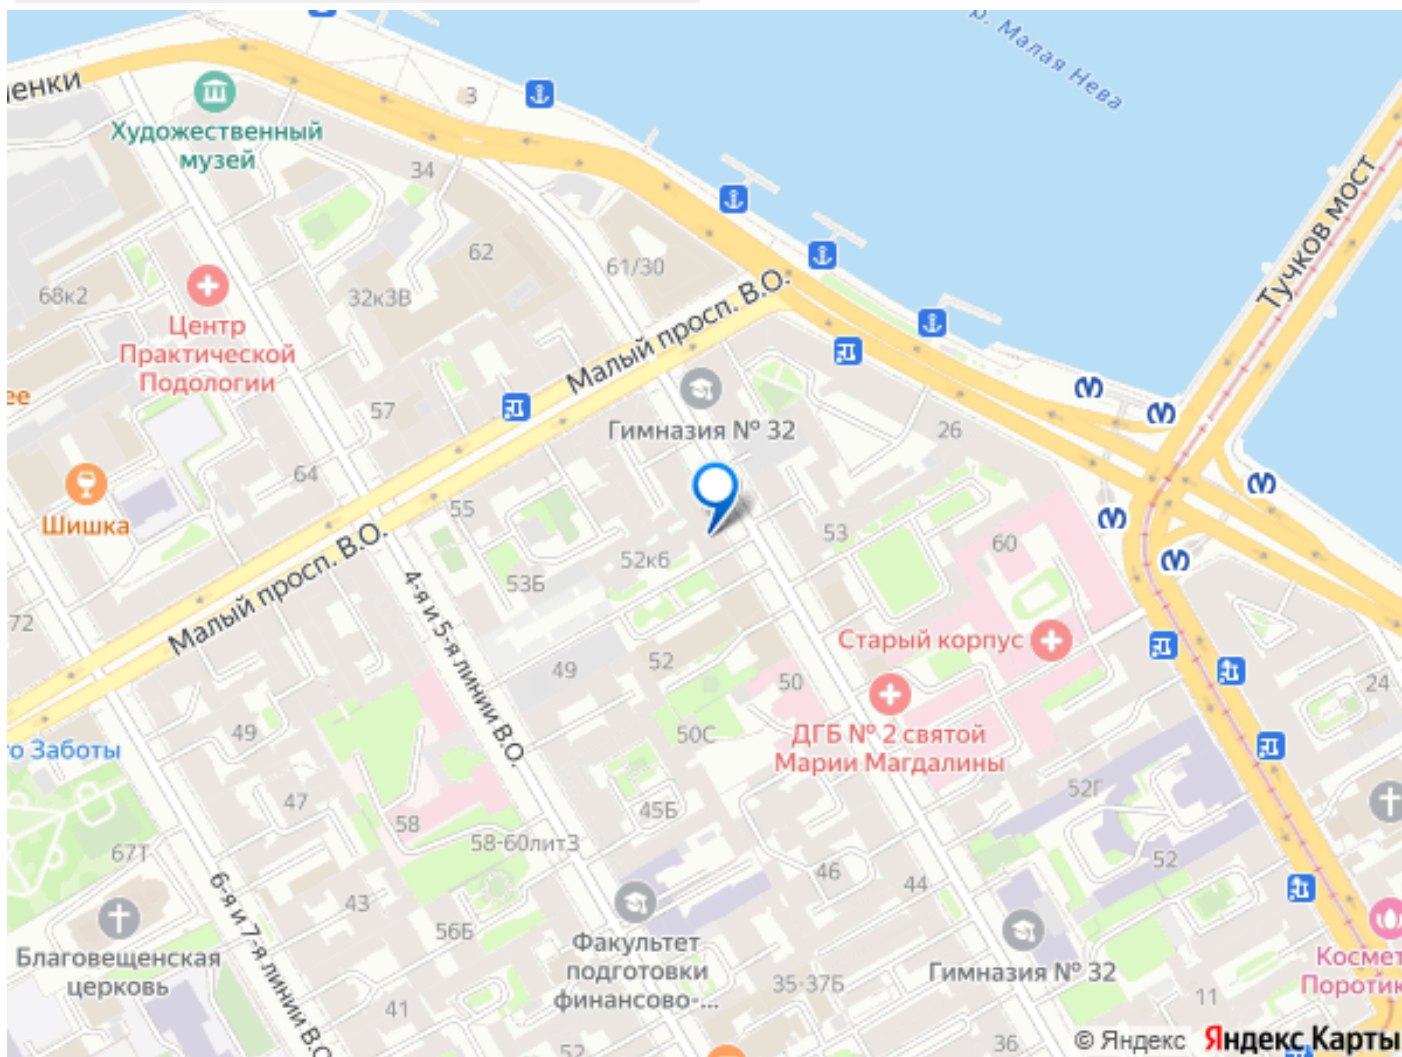 р. Малая Нева
ленки
3
Художественный
музей
34
Тучков мост
62
61/30
68к2
32к3В
Центр
Практической
Подологии
Малый просп. В.О.
ее
57
Гимназия № 32
26
64
Шишка
55
53
60
Малый просп. В.О.
52к6
53Б
4-я и 5-я линии В.О.
72
Старый корпус
49
52
50
24
49
50С
ДГБ № 2 святой
Марии Магдалины
о Заботы
52Г
47
45Б
58
58-60лит3
67Т
52
46
44
6-я и 7-я линии В.О.
43
56Б
Благовещенская
церковь
Факультет
подготовки
финансово-...
Гимназия № 32
Космет
Поротик
35-37Б
11
41
52
36
© Яндекс Яндекс Карты